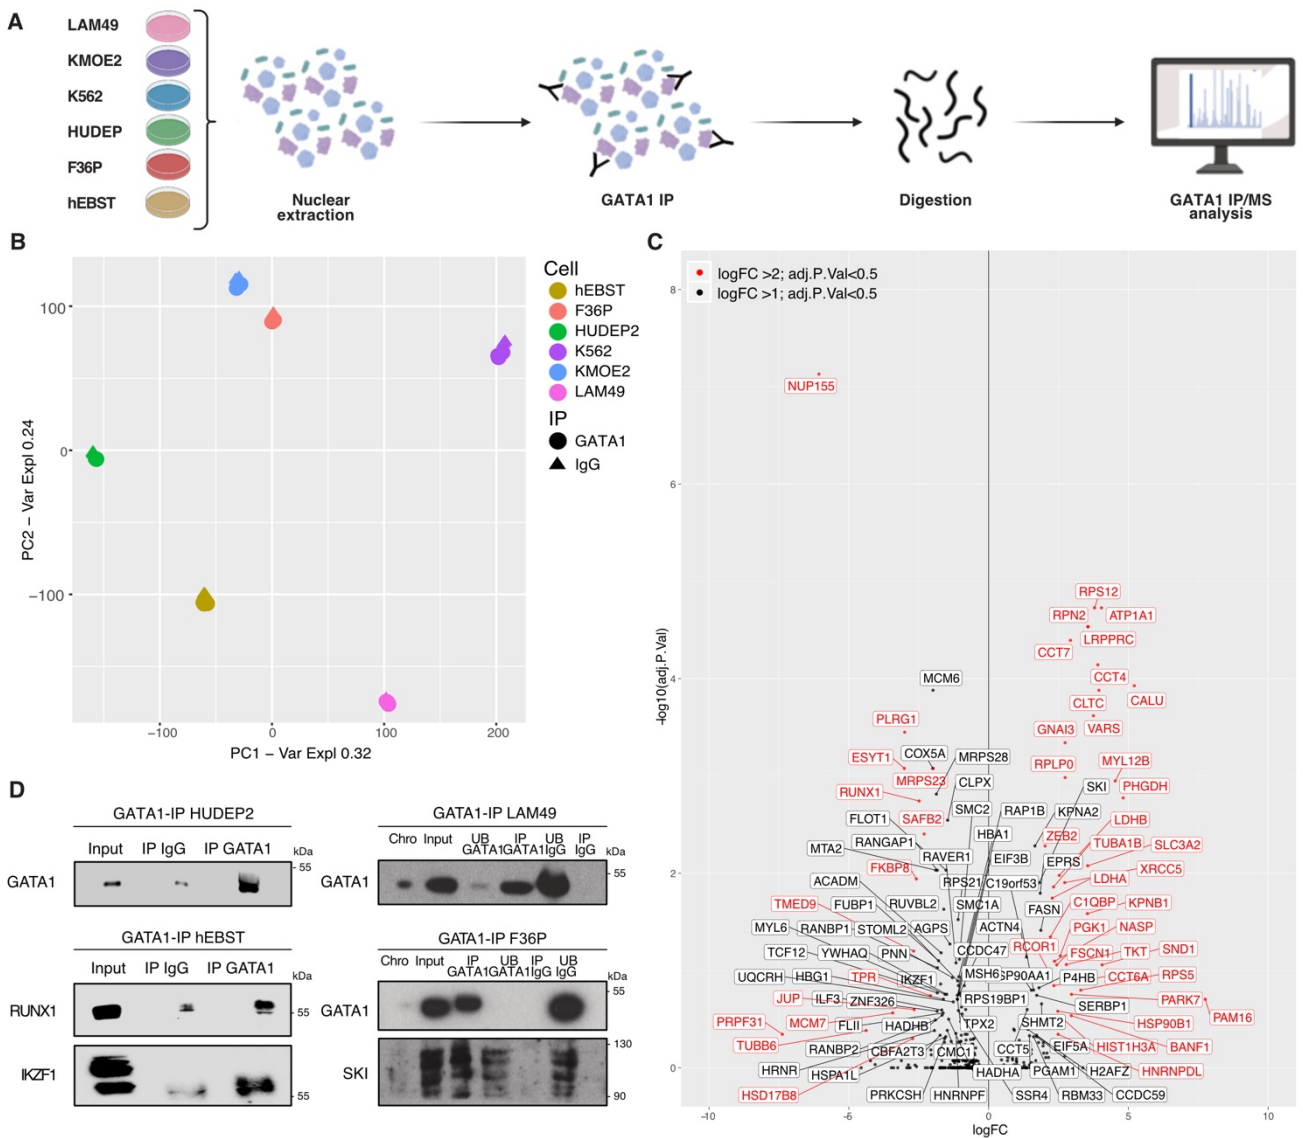 A
LAM49
KMOE2
K562
HUDEP
F36P
hEBST
Nuclear
extraction
GATA1 IP
Digestion
GATA1 IP/MS
analysis
B
100
0
−100
−100
0
100
200
PC2 − Var Expl 0.24
PC1 − Var Expl 0.32
Cell
hEBST
F36P
HUDEP2
K562
KMOE2
LAM49
IP
GATA1
IgG
C
logFC >2; adj.P.Val<0.5
logFC >1; adj.P.Val<0.5
8
6
4
2
0
-log10(adj.P.Val)
-10
-5
0
5
10
logFC
NUP155
RPS12
RPN2
ATP1A1
LRPPRC
CCT7
MCM6
CCT4
CLTC
CALU
PLRG1
GNAI3
VARS
ESYT1
COX5A
MRPS28
RPLP0
MYL12B
MRPS23
CLPX
SKI
PHGDH
RUNX1
SMC2
RAP1B
KPNA2
FLOT1
SAFB2
HBA1
ZEB2
LDHB
MTA2
RANGAP1
RAVER1
EIF3B
EPRS
TUBA1B
SLC3A2
FKBP8
XRCC5
ACADM
RPS21
C19orf53
LDHA
TMED9
FUBP1
RUVBL2
SMC1A
FASN
C1QBP
KPNB1
MYL6
RANBP1
STOML2
AGPS
ACTN4
PGK1
NASP
TCF12
YWHAQ
PNN
CCDC47
RCOR1
FSCN1
TKT
SND1
UQCRH
HBG1
TPR
IKZF1
MSH6
SP90AA1
P4HB
CCT6A
RPS5
JUP
ILF3
ZNF326
RPS19BP1
SERBP1
PARK7
PRPF31
MCM7
FLII
HADHB
TPX2
SHMT2
HSP90B1
PAM16
TUBB6
RANBP2
CBFA2T3
CMC1
CCT5
EIF5A
HIST1H3A
BANF1
HRNR
HSPA1L
HADHA
PGAM1
H2AFZ
HNRNPDL
HSD17B8
PRKCSH
HNRNPF
SSR4
RBM33
CCDC59
D
GATA1-IP HUDEP2
Input
IP IgG
IP GATA1
kDa
GATA1
55
GATA1-IP LAM49
Chro
Input
UB
GATA1
IP
GATA1
UB
IgG
IP
IgG
kDa
GATA1
55
GATA1-IP hEBST
Input
IP IgG
IP GATA1
kDa
RUNX1
55
IKZF1
55
GATA1-IP F36P
Chro
Input
IP
GATA1
UB
GATA1
IP
IgG
UB
IgG
kDa
GATA1
55
SKI
130
90